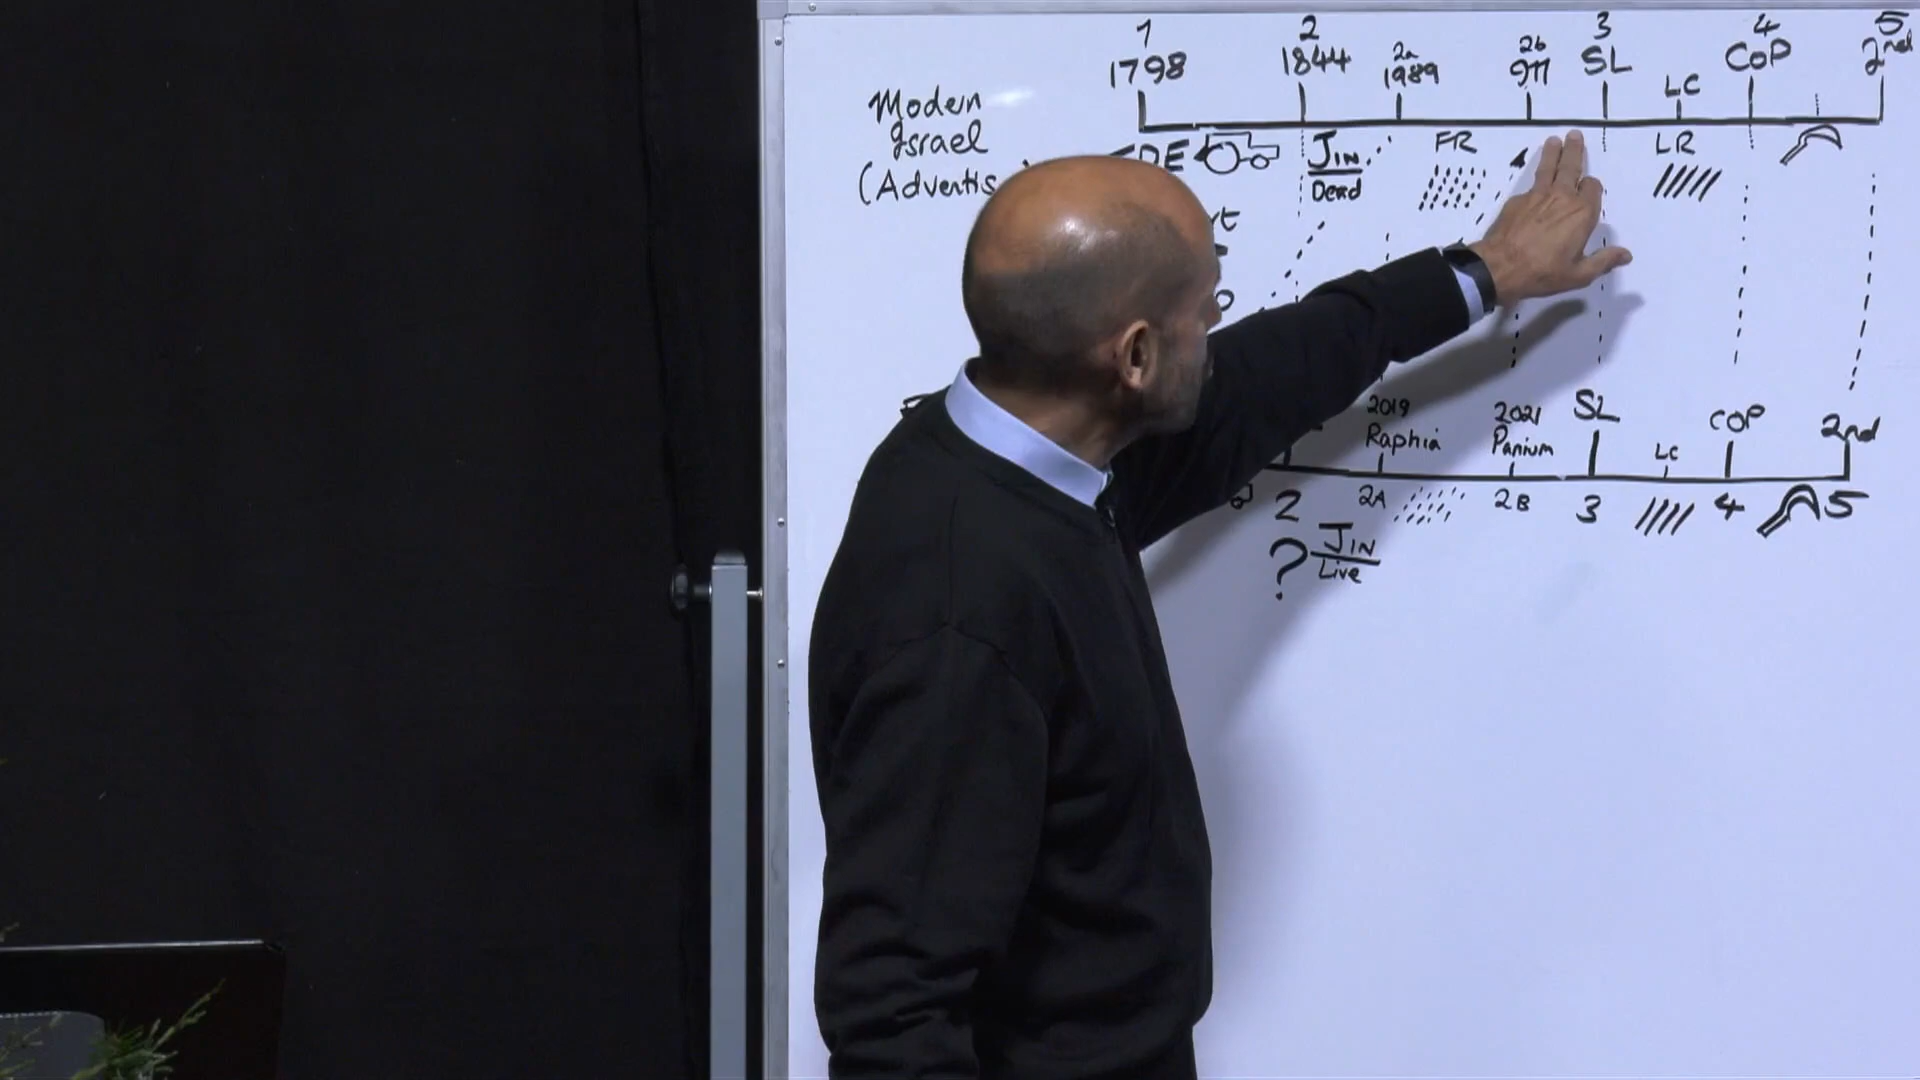 1 2 3 4 5
1798 1844 2a 1989 2b 911 SL LC CoP 2nd
Modern
Israel
(Adventis
JIN FR LR
Dead
2019 2021 SL COP 2nd
Raphia Panium LC
2 2A 2B 3 4 5
? JIN
Live